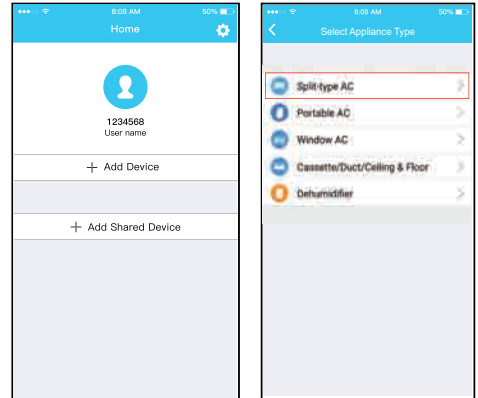 8:08 AM 50%
Home
1234568
User name
+ Add Device
+ Add Shared Device
8:08 AM 50%
Select Appliance Type
Split-type AC
Portable AC
Window AC
Cassette/Duct/Ceiling & Floor
Dehumidifier